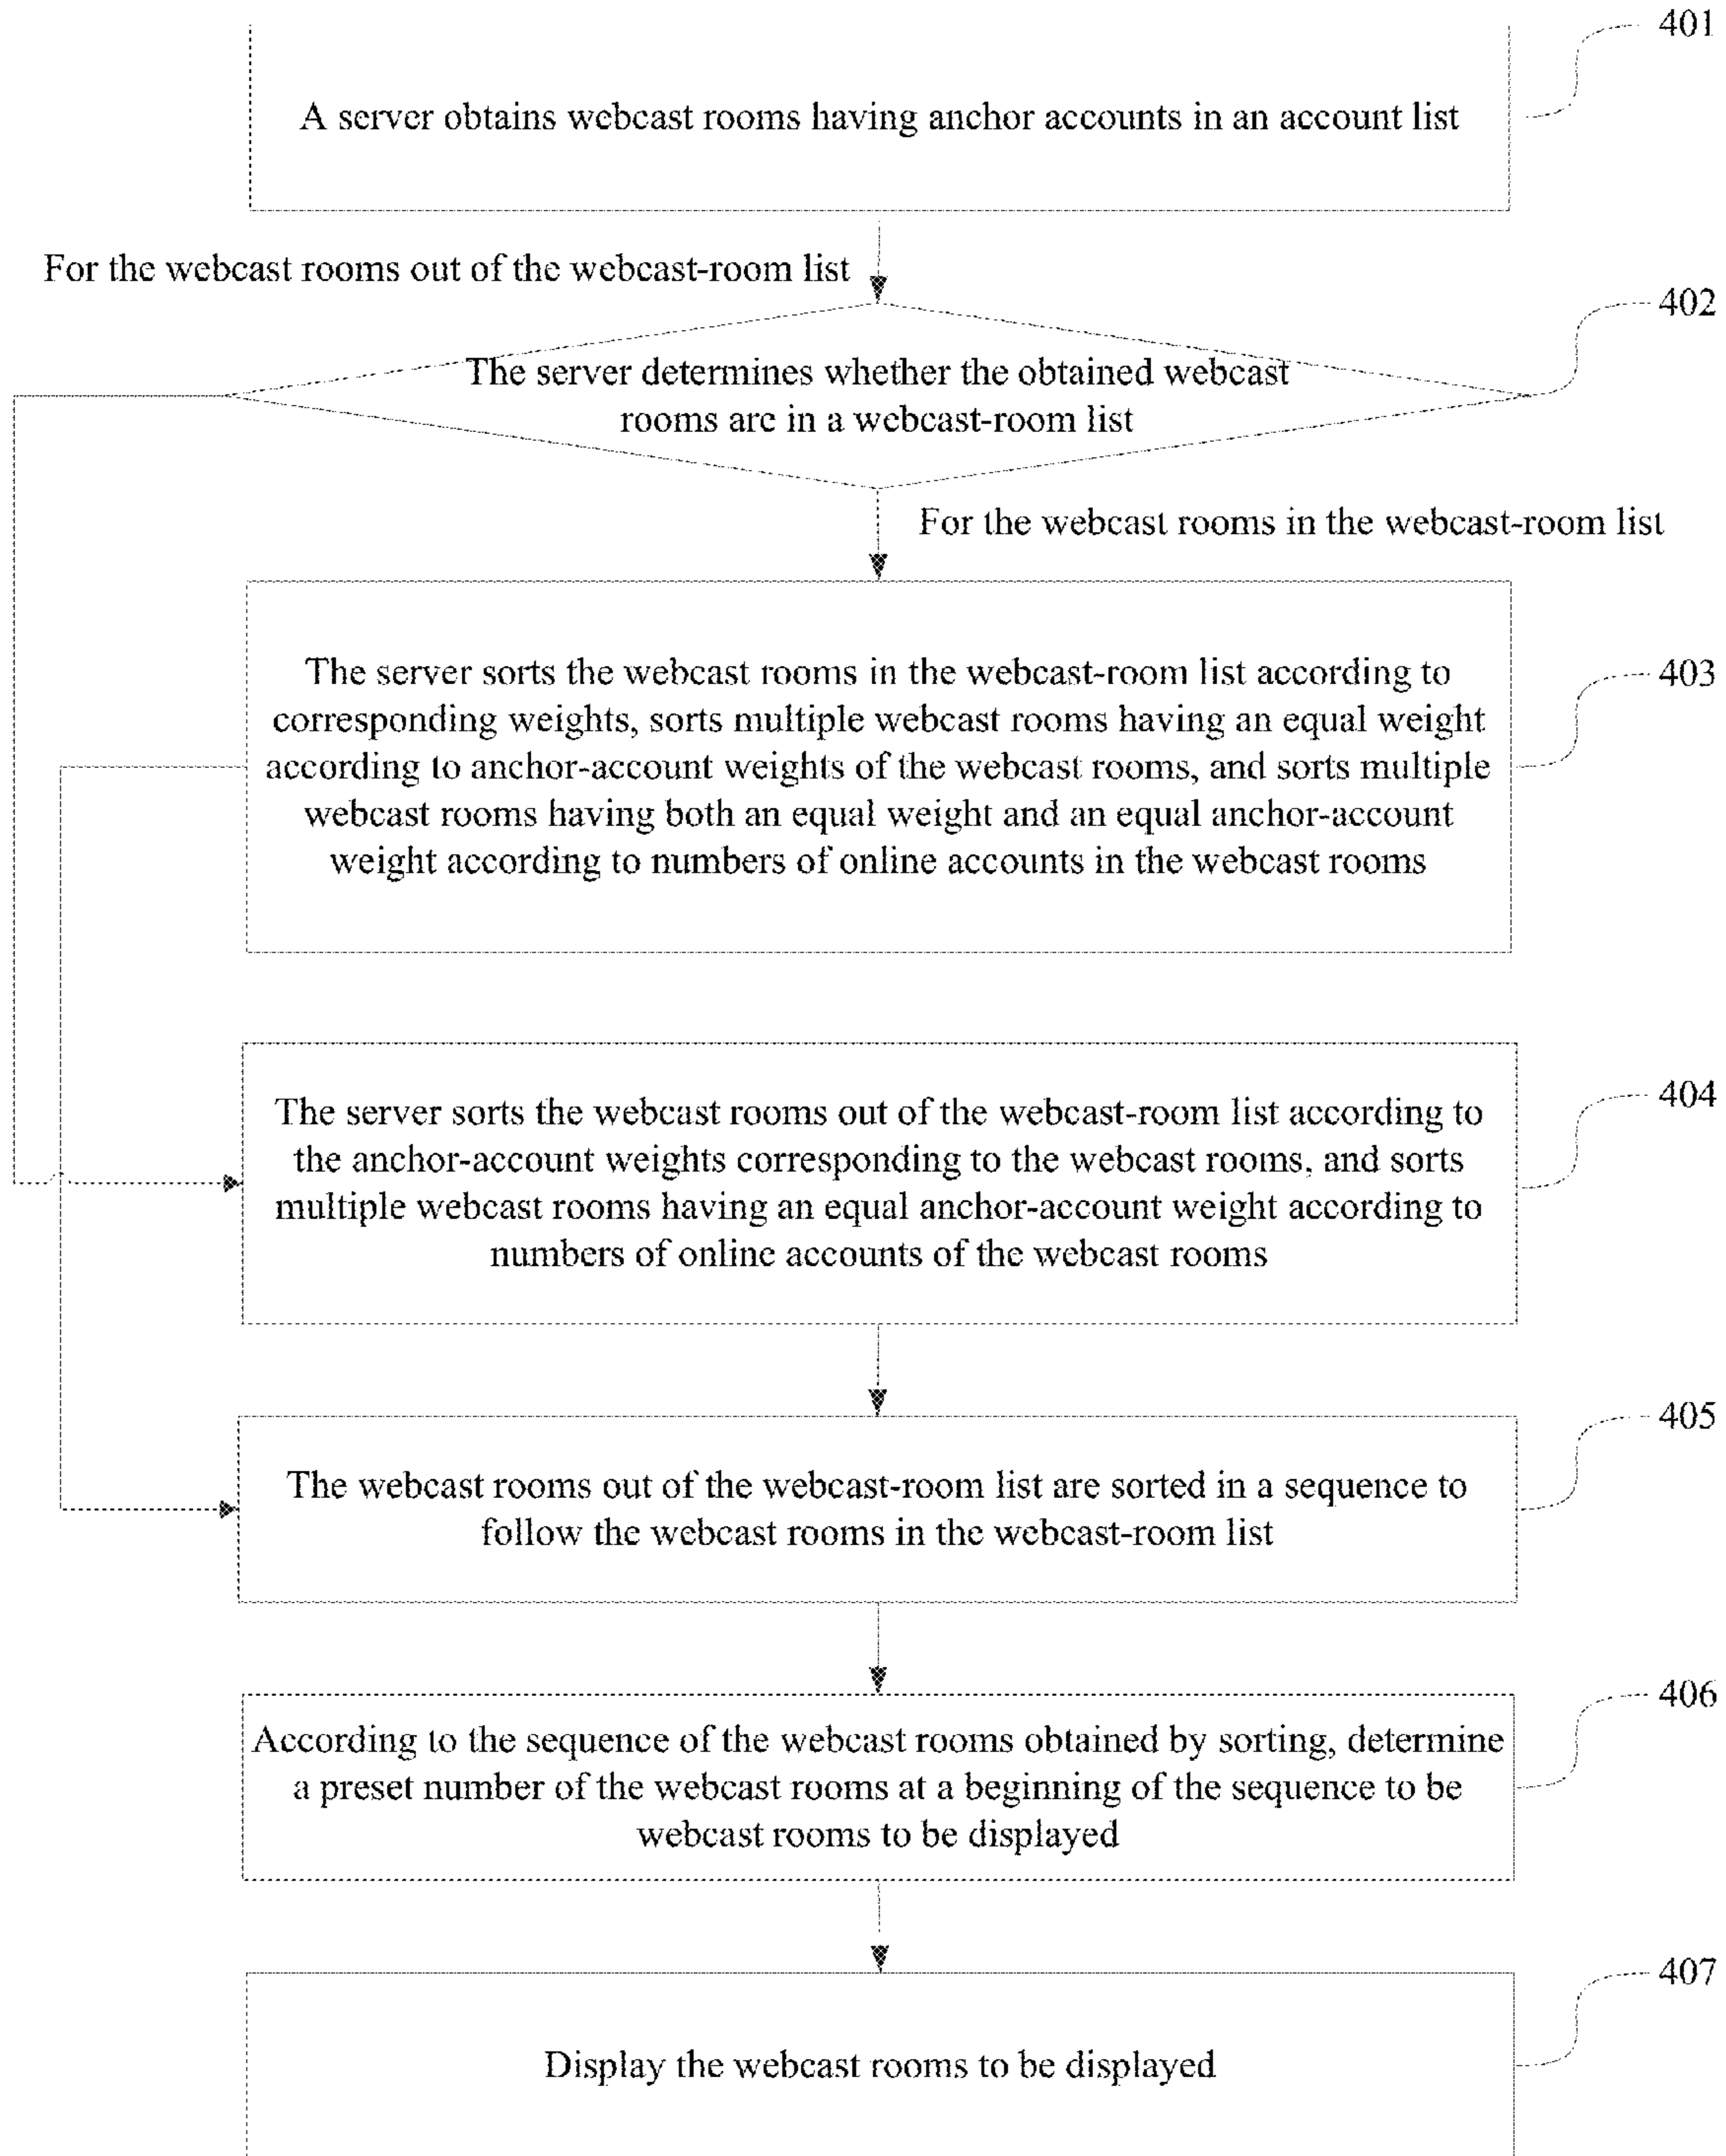 401
A server obtains webcast rooms having anchor accounts in an account list
For the webcast rooms out of the webcast-room list
402
The server determines whether the obtained webcast
rooms are in a webcast-room list
For the webcast rooms in the webcast-room list
403
The server sorts the webcast rooms in the webcast-room list according to
corresponding weights, sorts multiple webcast rooms having an equal weight
according to anchor-account weights of the webcast rooms, and sorts multiple
webcast rooms having both an equal weight and an equal anchor-account
weight according to numbers of online accounts in the webcast rooms
404
The server sorts the webcast rooms out of the webcast-room list according to
the anchor-account weights corresponding to the webcast rooms, and sorts
multiple webcast rooms having an equal anchor-account weight according to
numbers of online accounts of the webcast rooms
405
The webcast rooms out of the webcast-room list are sorted in a sequence to
follow the webcast rooms in the webcast-room list
406
According to the sequence of the webcast rooms obtained by sorting, determine
a preset number of the webcast rooms at a beginning of the sequence to be
webcast rooms to be displayed
407
Display the webcast rooms to be displayed